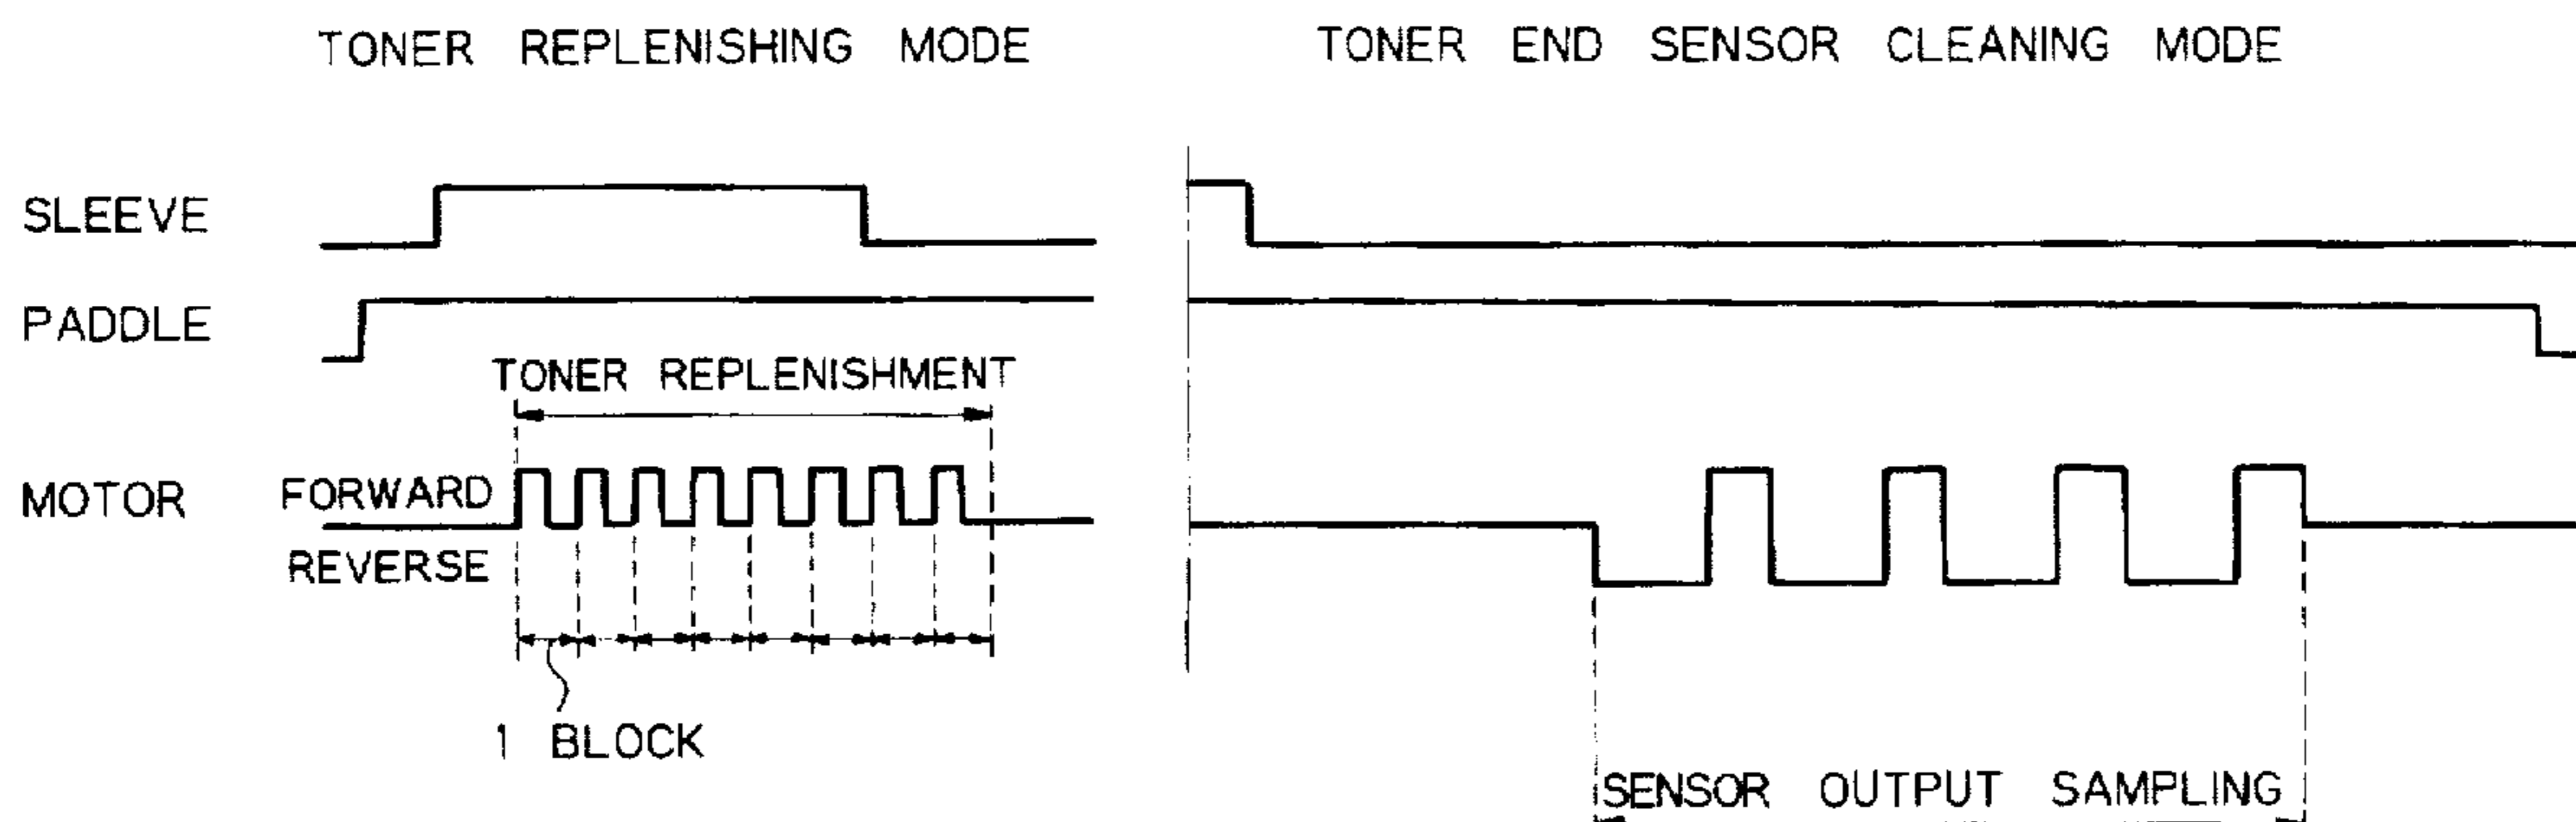 TONER REPLENISHING MODE
TONER END SENSOR CLEANING MODE
SLEEVE
PADDLE
TONER REPLENISHMENT
MOTOR
FORWARD
REVERSE
1 BLOCK
SENSOR OUTPUT SAMPLING